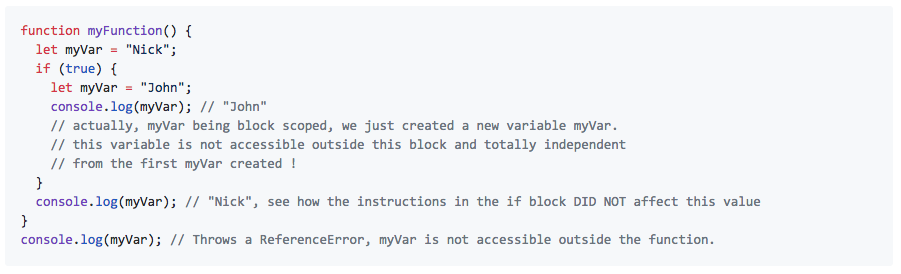 function myFunction() {
  let myVar = "Nick";
  if (true) {
    let myVar = "John";
    console.log(myVar); // "John"
    // actually, myVar being block scoped, we just created a new variable myVar.
    // this variable is not accessible outside this block and totally independent
    // from the first myVar created !
  }
  console.log(myVar); // "Nick", see how the instructions in the if block DID NOT affect this value
}
console.log(myVar); // Throws a ReferenceError, myVar is not accessible outside the function.